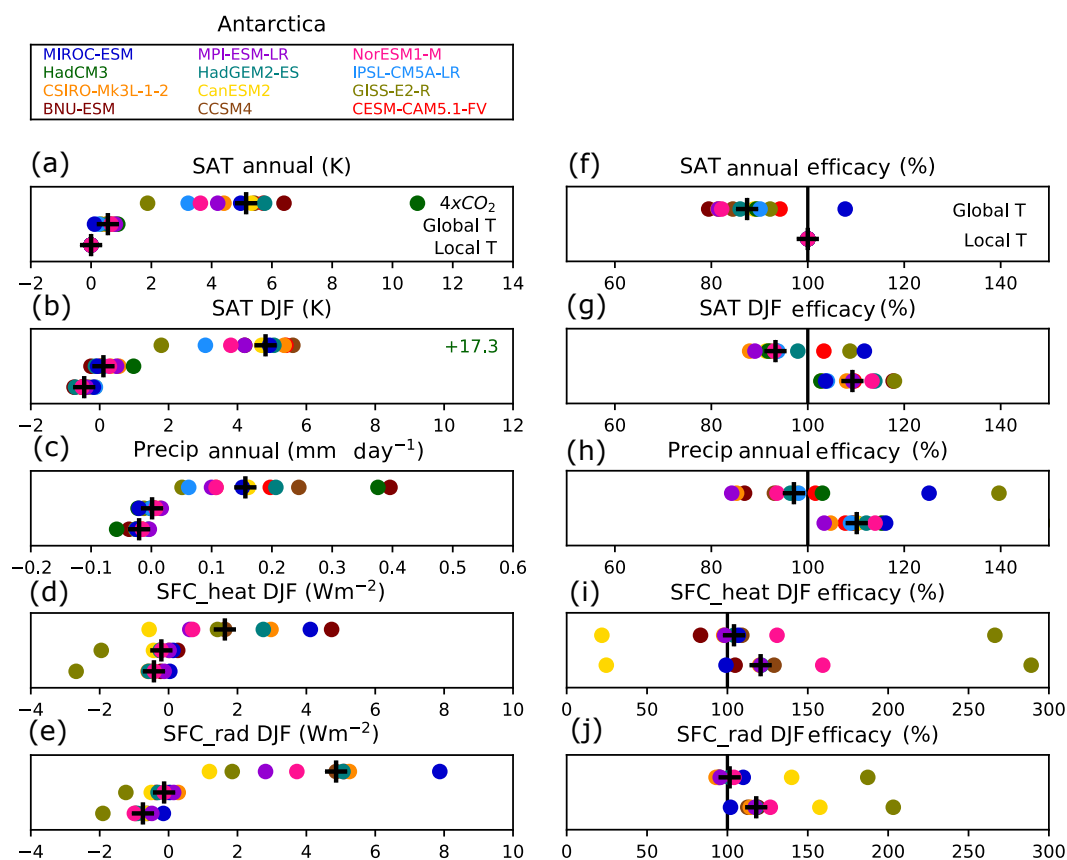 Antarctica
MIROC-ESM MPI-ESM-LR NorESM1-M
HadCM3 HadGEM2-ES IPSL-CM5A-LR
CSIRO-Mk3L-1-2 CanESM2 GISS-E2-R
BNU-ESM CCSM4 CESM-CAM5.1-FV
(a) SAT annual (K)
4xCO₂
Global T
Local T
−2 0 2 4 6 8 10 12 14
(b) SAT DJF (K)
+17.3
−2 0 2 4 6 8 10 12
(c) Precip annual (mm day⁻¹)
−0.2 −0.1 0.0 0.1 0.2 0.3 0.4 0.5 0.6
(d) SFC_heat DJF (Wm⁻²)
−4 −2 0 2 4 6 8 10
(e) SFC_rad DJF (Wm⁻²)
−4 −2 0 2 4 6 8 10
(f) SAT annual efficacy (%)
Global T
Local T
60 80 100 120 140
(g) SAT DJF efficacy (%)
60 80 100 120 140
(h) Precip annual efficacy (%)
60 80 100 120 140
(i) SFC_heat DJF efficacy (%)
0 50 100 150 200 250 300
(j) SFC_rad DJF efficacy (%)
0 50 100 150 200 250 300